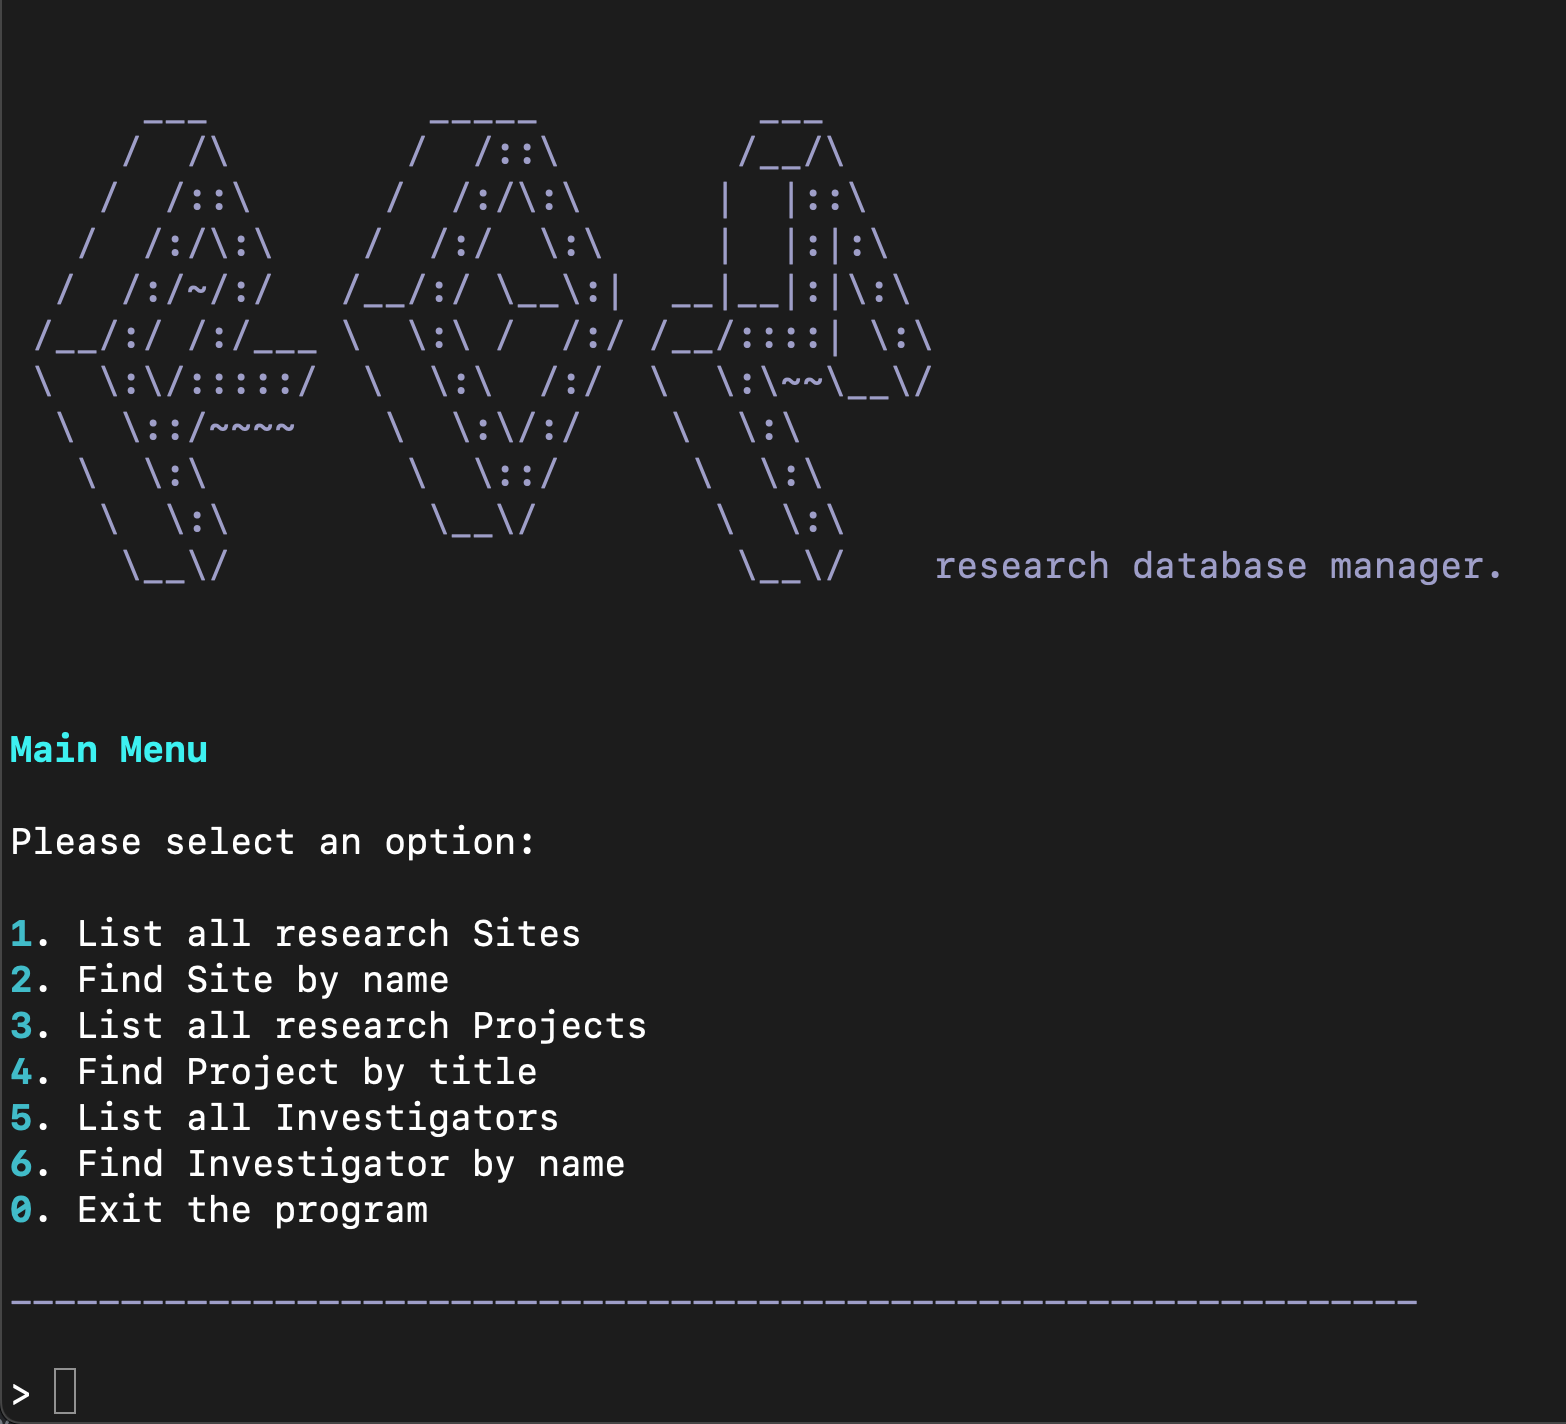 RDM
research database manager.
Main Menu
Please select an option:
1. List all research Sites
2. Find Site by name
3. List all research Projects
4. Find Project by title
5. List all Investigators
6. Find Investigator by name
0. Exit the program
>